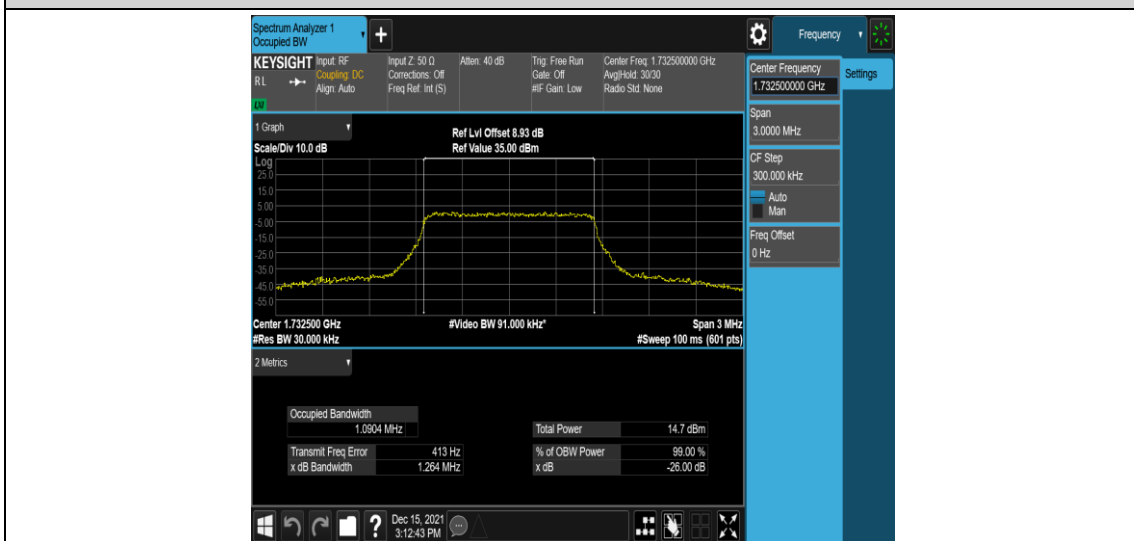 Spectrum Analyzer 1
Occupied BW
Frequency
KEYSIGHT Input: RF Input Z: 50 Ω Atten: 40 dB Trig: Free Run Center Freq: 1.732500000 GHz
RL Coupling: DC Corrections: Off Gate: Off Avg|Hold: 30/30
Align: Auto Freq Ref: Int (S) #IF Gain: Low Radio Std: None
Center Frequency
1.732500000 GHz
Settings
Span
3.0000 MHz
CF Step
300.000 kHz
Auto
Man
Freq Offset
0 Hz
1 Graph
Ref Lvl Offset 8.93 dB
Scale/Div 10.0 dB Ref Value 35.00 dBm
Log
25.0
15.0
5.00
-5.00
-15.0
-25.0
-35.0
-45.0
-55.0
Center 1.732500 GHz #Video BW 91.000 kHz* Span 3 MHz
#Res BW 30.000 kHz #Sweep 100 ms (601 pts)
2 Metrics
Occupied Bandwidth
1.0904 MHz Total Power 14.7 dBm
Transmit Freq Error 413 Hz % of OBW Power 99.00 %
x dB Bandwidth 1.264 MHz x dB -26.00 dB
? Dec 15, 2021
3:12:43 PM